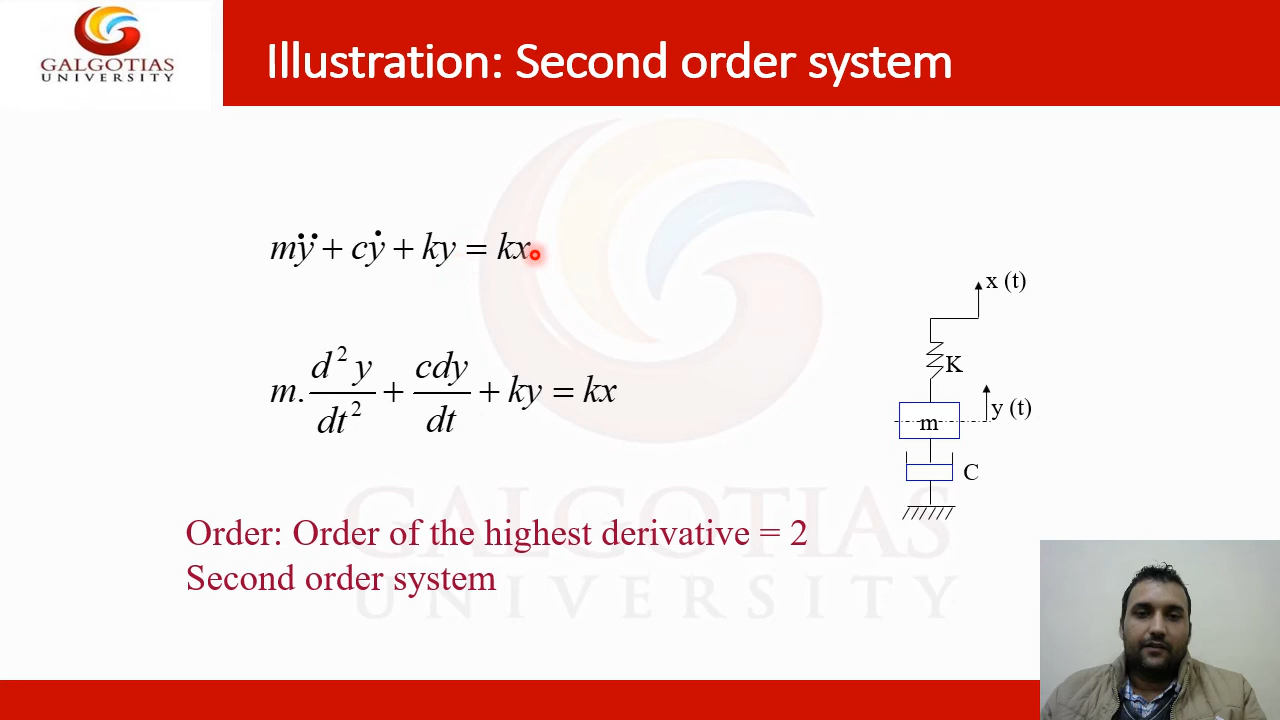 GALGOTIAS
UNIVERSITY
Illustration: Second order system
mÿ + cẏ + ky = kx
x (t)
K
m. d²y/dt² + cdy/dt + ky = kx
y (t)
m
C
GALGOTIAS
UNIVERSITY
Order: Order of the highest derivative = 2
Second order system